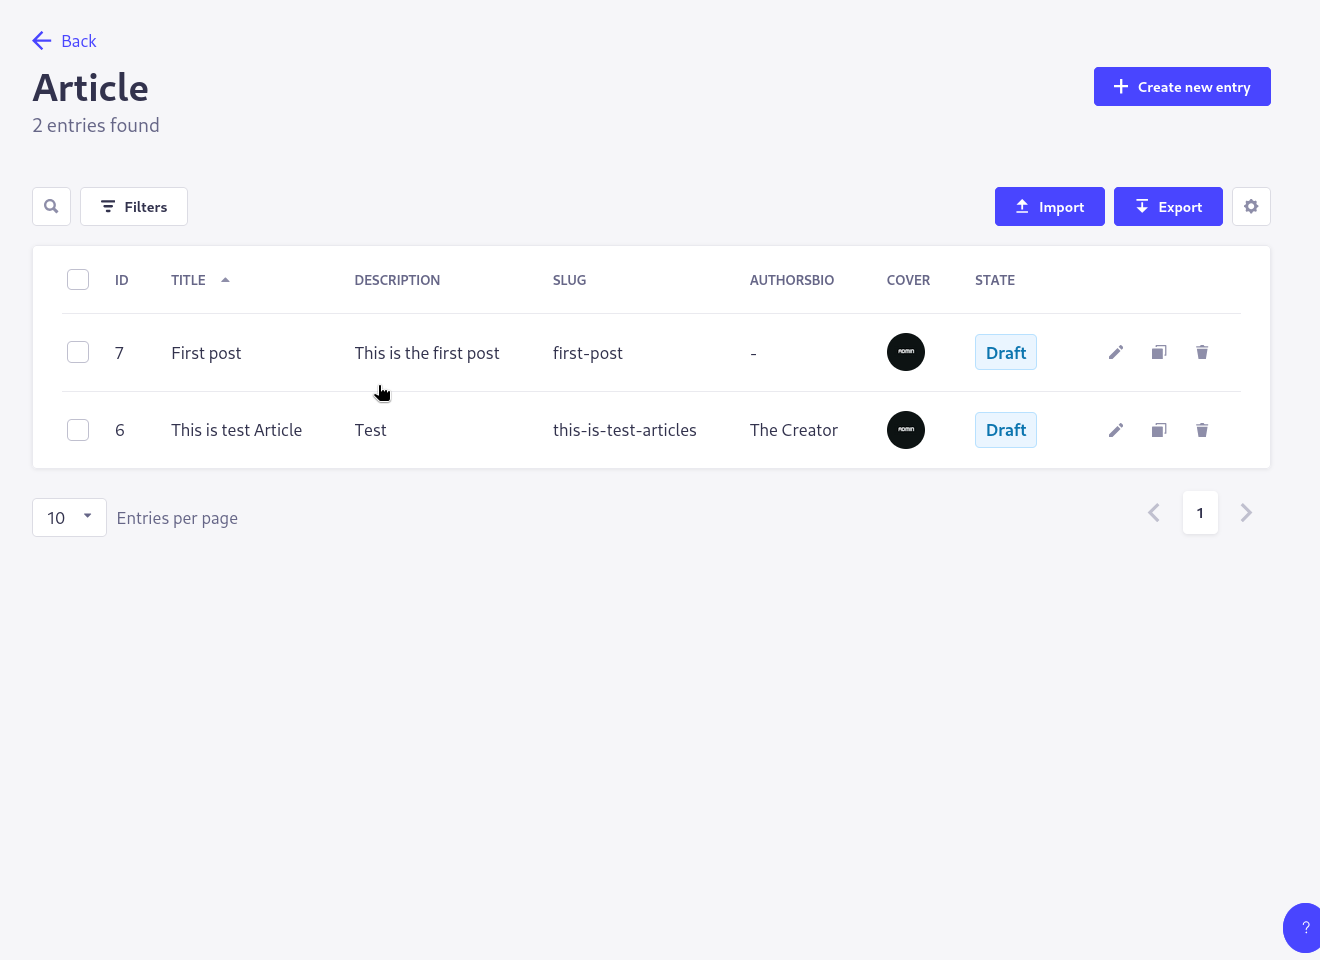 Back
Article
Create new entry
2 entries found
Filters
Import
Export
ID TITLE DESCRIPTION SLUG AUTHORSBIO COVER STATE
7 First post This is the first post first-post - ADMIN Draft
6 This is test Article Test this-is-test-articles The Creator ADMIN Draft
10 Entries per page
1
?